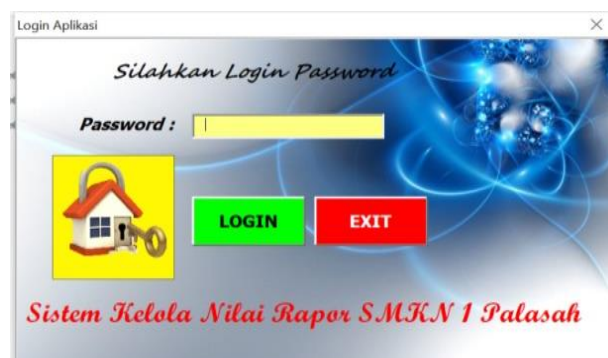 Login Aplikasi
Silahkan Login Password
Password :
LOGIN EXIT
Sistem Kelola Nilai Rapor SMKN 1 Palasah